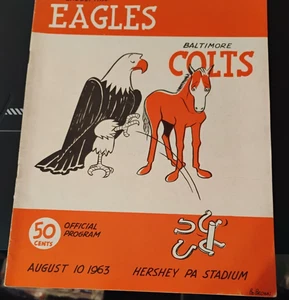 EAGLES
BALTIMORE
COLTS
50
CENTS
OFFICIAL
PROGRAM
AUGUST 10 1963
HERSHEY PA STADIUM